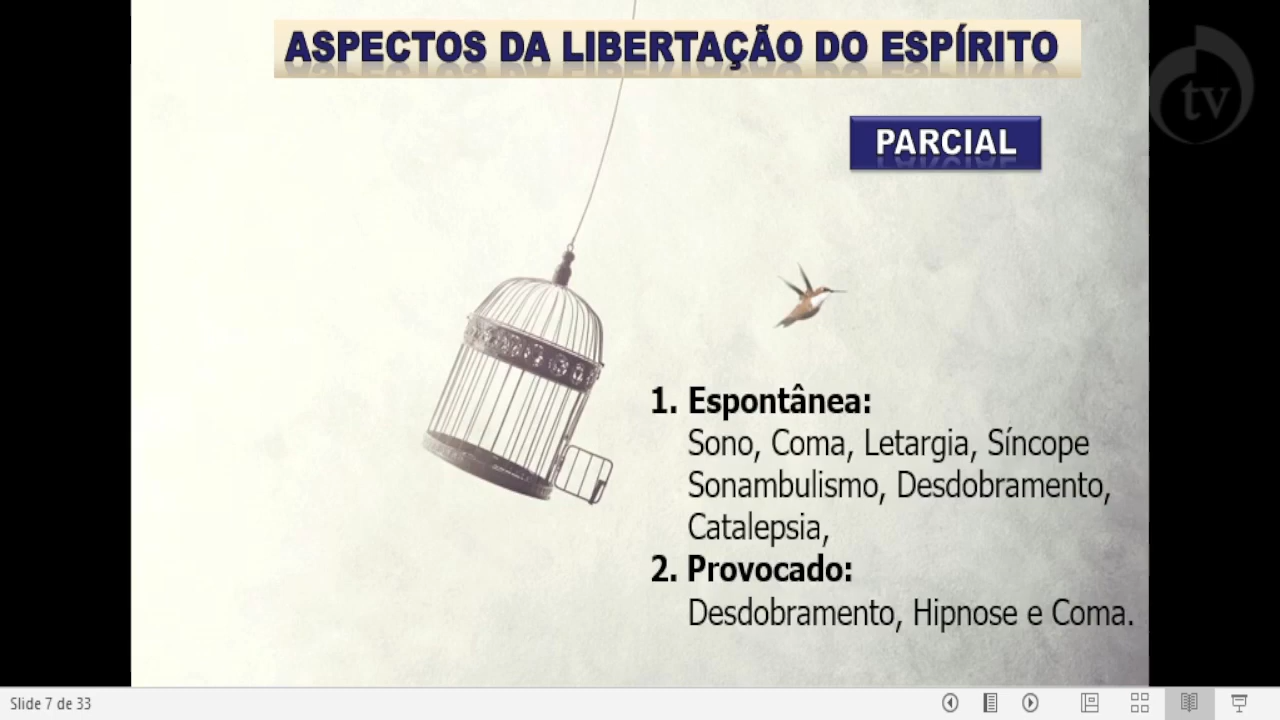 ASPECTOS DA LIBERTAÇÃO DO ESPÍRITO
tv
PARCIAL
1. Espontânea:
Sono, Coma, Letargia, Síncope
Sonambulismo, Desdobramento,
Catalepsia,
2. Provocado:
Desdobramento, Hipnose e Coma.
Slide 7 de 33